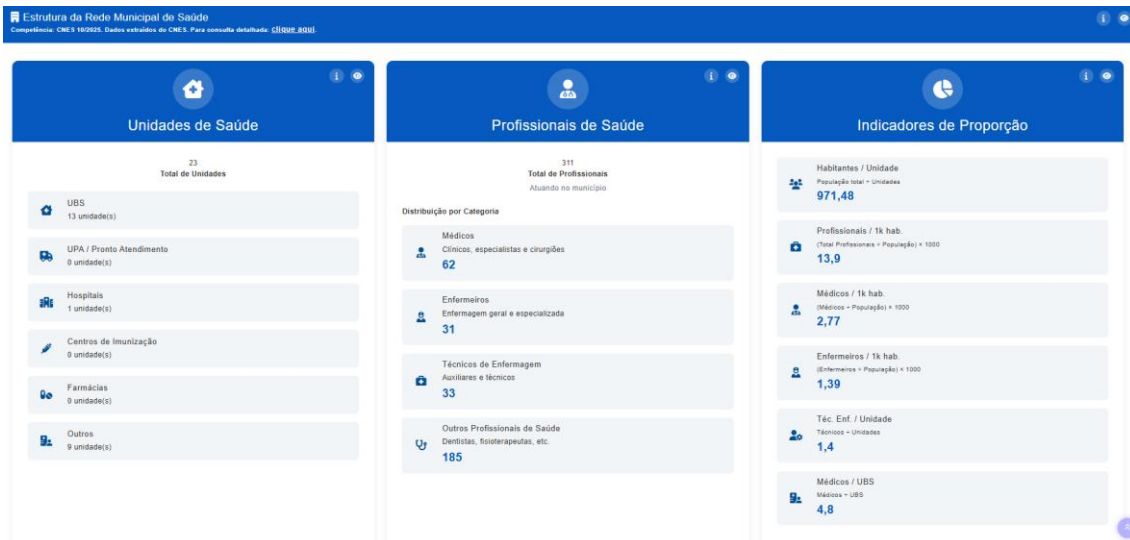 Estrutura da Rede Municipal de Saúde
Competência: CNES 10/2025. Dados extraídos do CNES. Para consulta detalhada: clique aqui.
Unidades de Saúde
23
Total de Unidades
UBS
13 unidade(s)
UPA / Pronto Atendimento
0 unidade(s)
Hospitais
1 unidade(s)
Centros de Imunização
0 unidade(s)
Farmácias
0 unidade(s)
Outros
9 unidade(s)
Profissionais de Saúde
311
Total de Profissionais
Atuando no município
Distribuição por Categoria
Médicos
Clínicos, especialistas e cirurgiões
62
Enfermeiros
Enfermagem geral e especializada
31
Técnicos de Enfermagem
Auxiliares e técnicos
33
Outros Profissionais de Saúde
Dentistas, fisioterapeutas, etc.
185
Indicadores de Proporção
Habitantes / Unidade
População total ÷ Unidades
971,48
Profissionais / 1k hab.
(Total Profissionais ÷ População) × 1000
13,9
Médicos / 1k hab.
(Médicos ÷ População) × 1000
2,77
Enfermeiros / 1k hab.
(Enfermeiros ÷ População) × 1000
1,39
Téc. Enf. / Unidade
Técnicos ÷ Unidades
1,4
Médicos / UBS
Médicos ÷ UBS
4,8